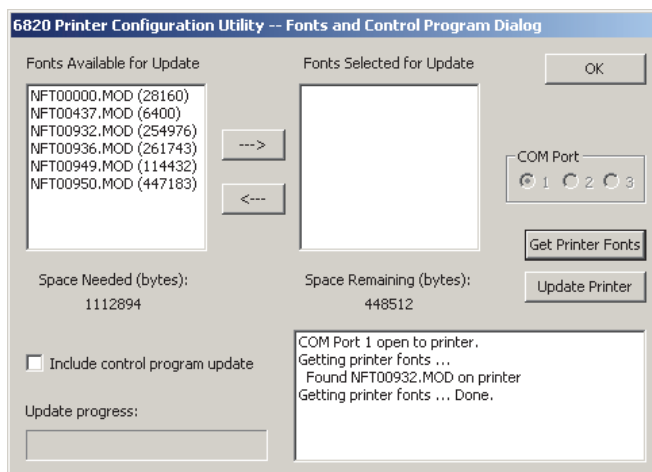 6820 Printer Configuration Utility -- Fonts and Control Program Dialog
Fonts Available for Update
Fonts Selected for Update
OK
NFT00000.MOD (28160)
NFT00437.MOD (6400)
NFT00932.MOD (254976)
NFT00936.MOD (261743)
NFT00949.MOD (114432)
NFT00950.MOD (447183)
--->
<---
COM Port
1 2 3
Get Printer Fonts
Update Printer
Space Needed (bytes):
1112894
Space Remaining (bytes):
448512
Include control program update
Update progress:
COM Port 1 open to printer.
Getting printer fonts ...
Found NFT00932.MOD on printer
Getting printer fonts ... Done.